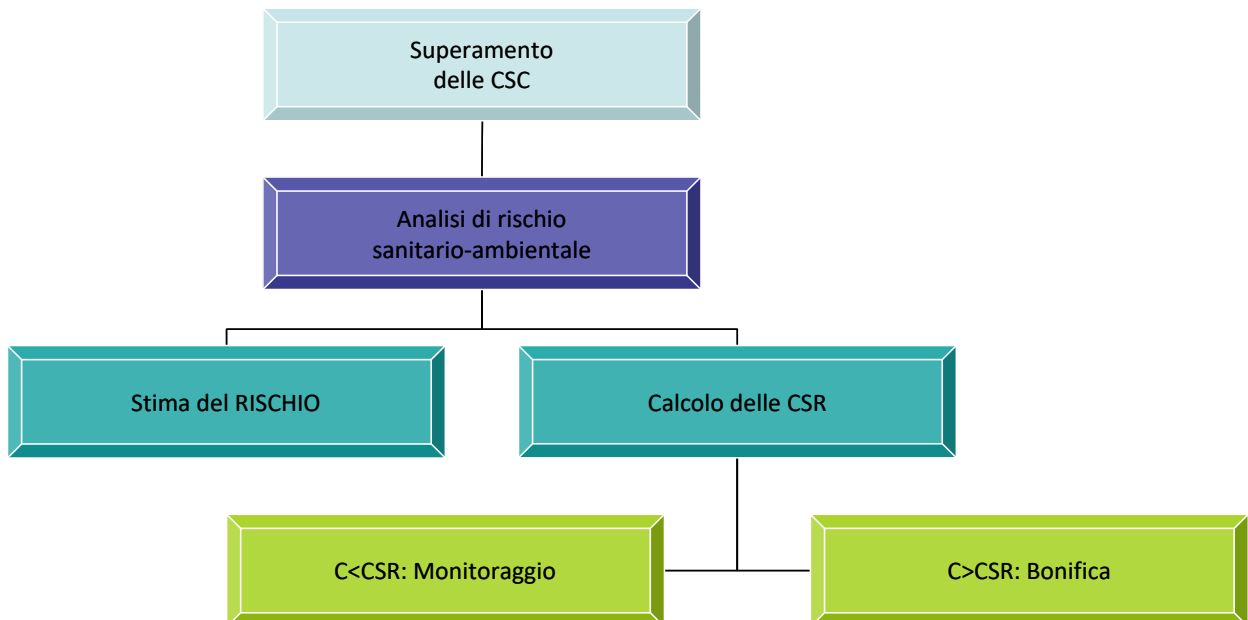 Superamento
delle CSC
Analisi di rischio
sanitario-ambientale
Stima del RISCHIO
Calcolo delle CSR
C<CSR: Monitoraggio
C>CSR: Bonifica